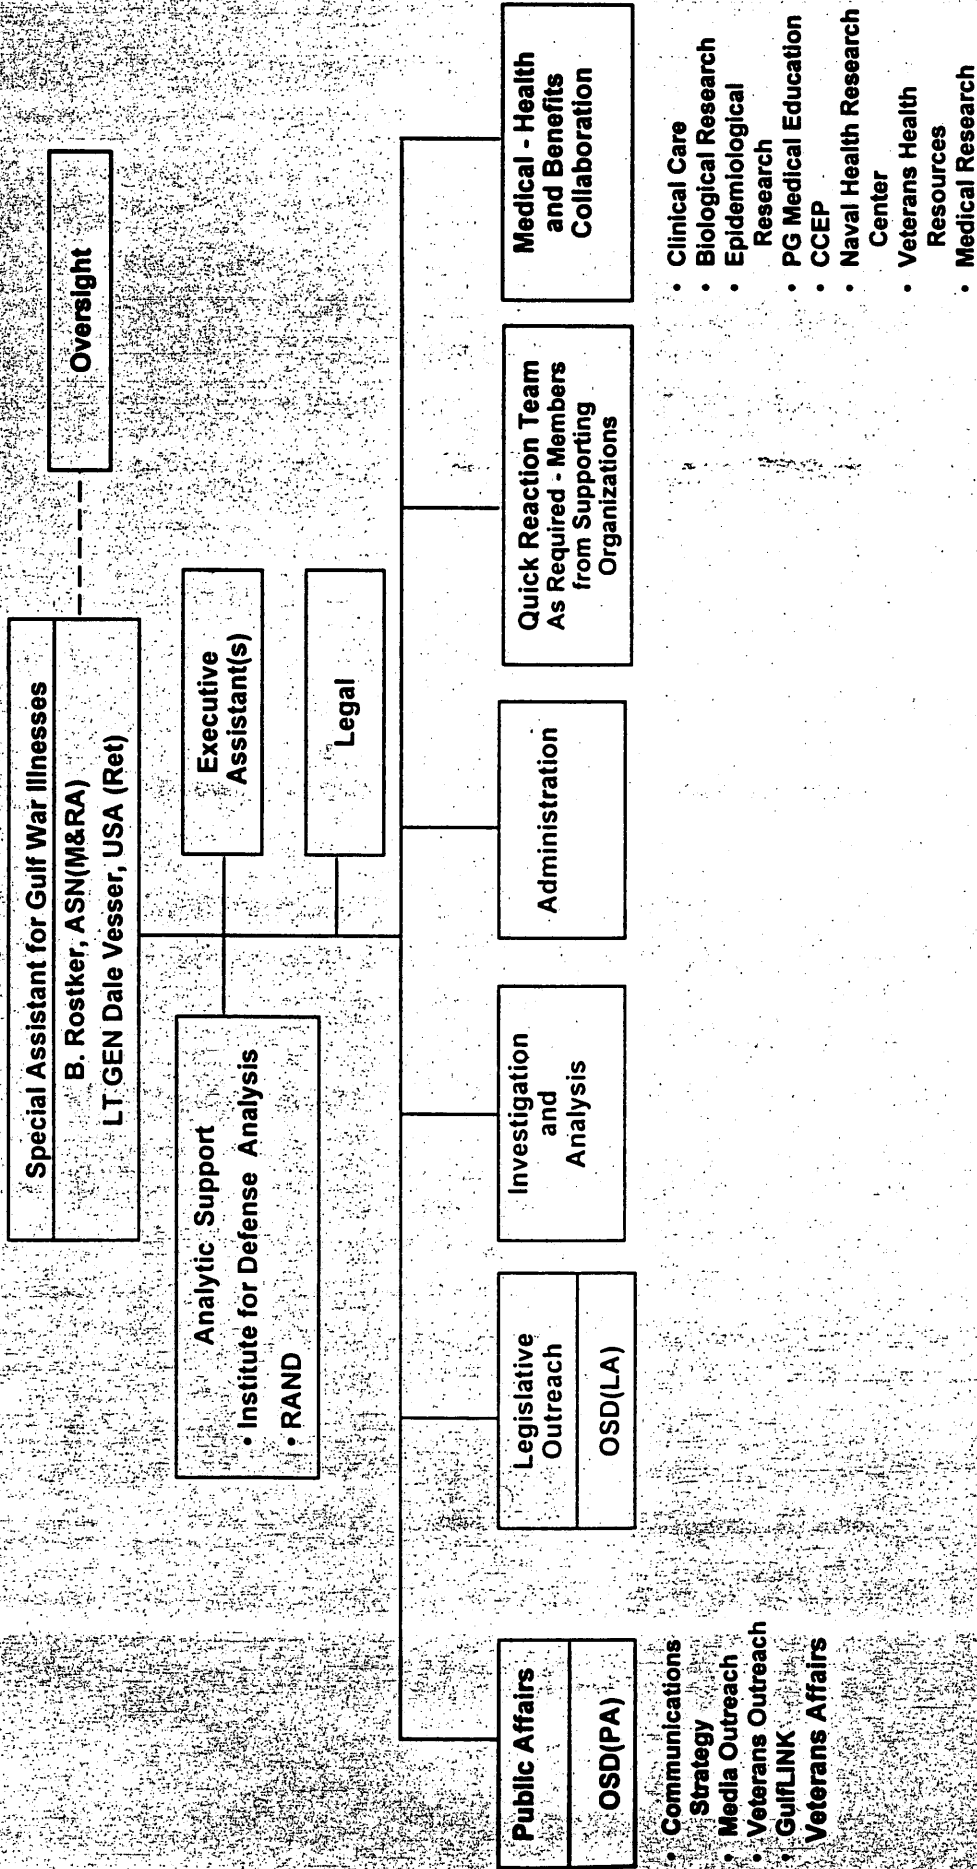 Special Assistant for Gulf War Illnesses
B. Rostker, ASN(M&RA)
LT GEN Dale Vesser, USA (Ret)
Oversight
Analytic Support
• Institute for Defense Analysis
• RAND
Executive
Assistant(s)
Legal
Public Affairs
OSD(PA)
• Communications
Strategy
• Media Outreach
• Veterans Outreach
• GulfLINK
Veterans Affairs
Legislative
Outreach
OSD(LA)
Investigation
and
Analysis
Administration
Quick Reaction Team
As Required - Members
from Supporting
Organizations
Medical - Health
and Benefits
Collaboration
• Clinical Care
• Biological Research
• Epidemiological
Research
• PG Medical Education
• CCEP
• Naval Health Research
Center
• Veterans Health
Resources
• Medical Research